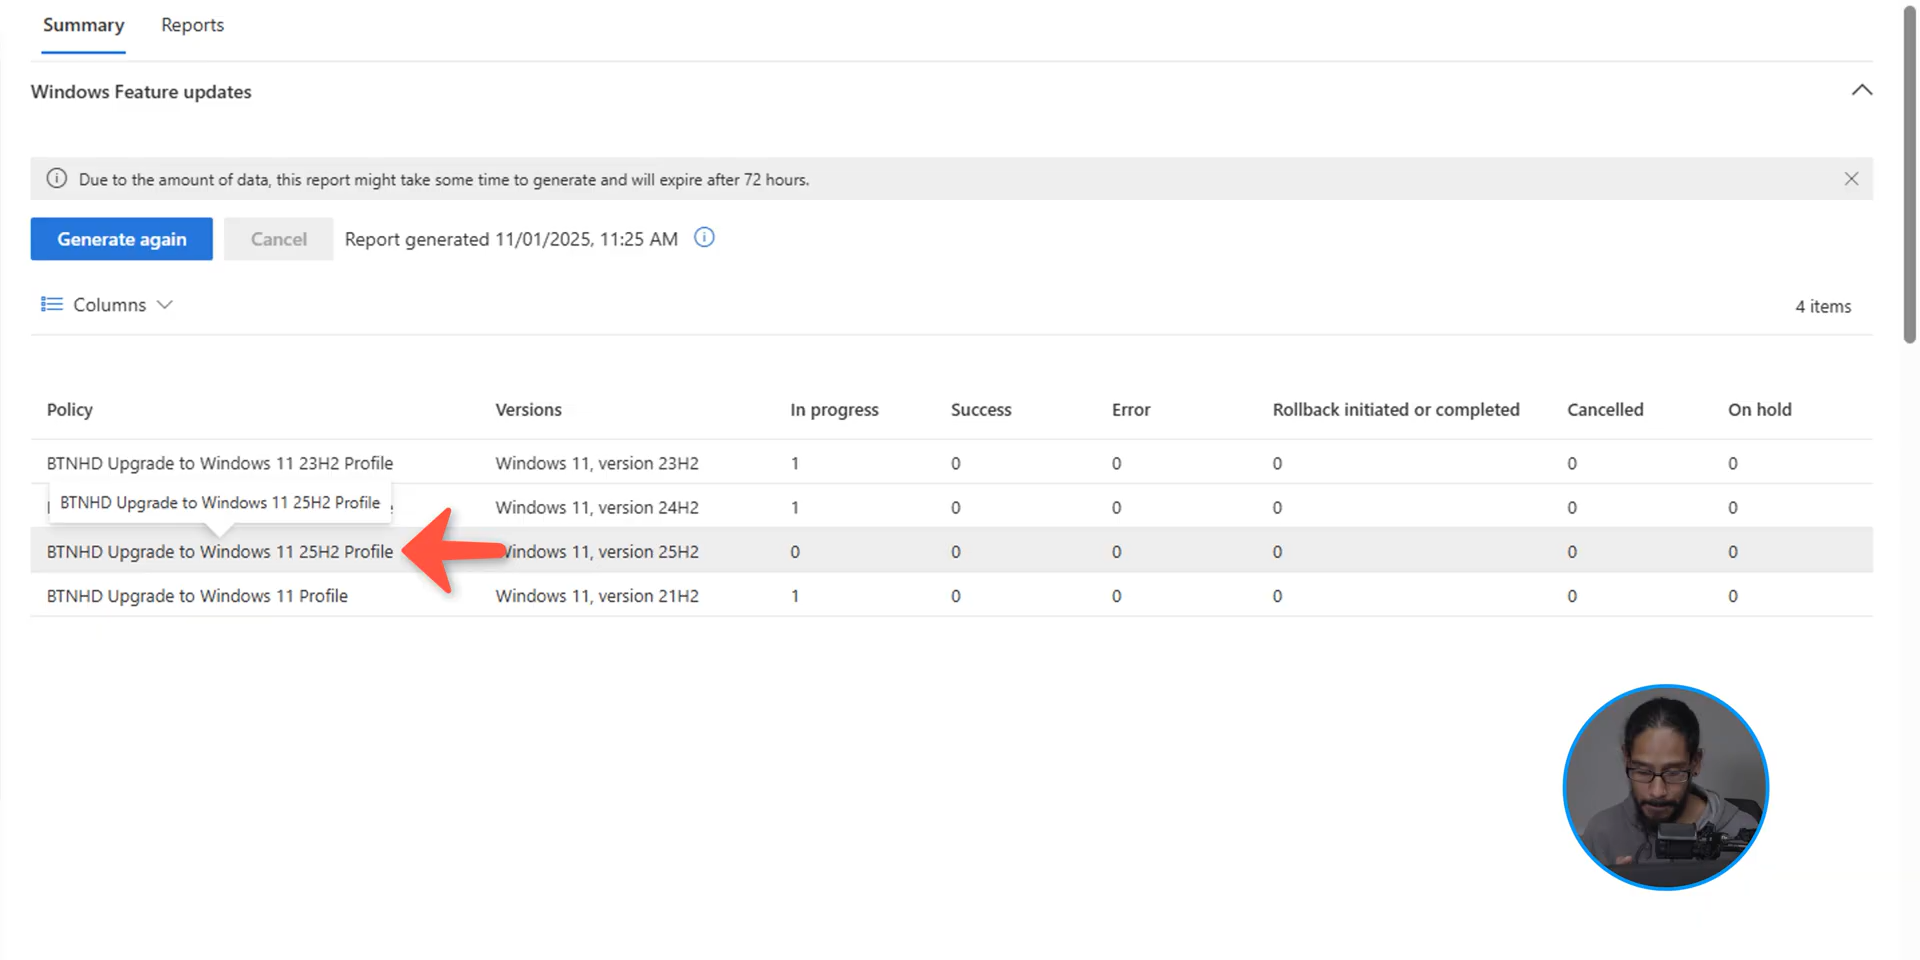 Summary
Reports
Windows Feature updates
Due to the amount of data, this report might take some time to generate and will expire after 72 hours.
Generate again
Cancel
Report generated 11/01/2025, 11:25 AM
Columns
4 items
Policy Versions In progress Success Error Rollback initiated or completed Cancelled On hold
BTNHD Upgrade to Windows 11 23H2 Profile Windows 11, version 23H2 1 0 0 0 0 0
BTNHD Upgrade to Windows 11 25H2 Profile
Windows 11, version 24H2 1 0 0 0 0 0
BTNHD Upgrade to Windows 11 25H2 Profile Windows 11, version 25H2 0 0 0 0 0 0
BTNHD Upgrade to Windows 11 Profile Windows 11, version 21H2 1 0 0 0 0 0